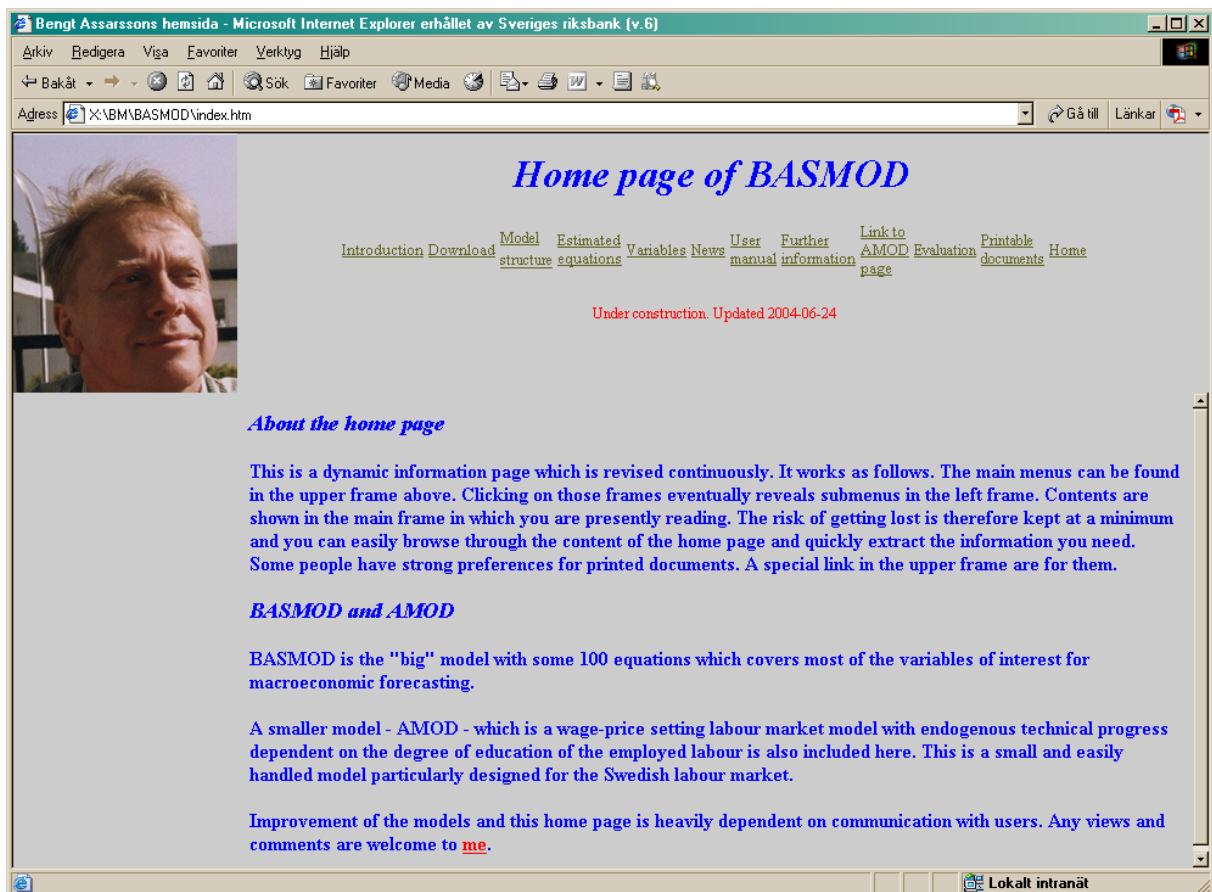 Bengt Assarssons hemsida - Microsoft Internet Explorer erhållet av Sveriges riksbank (v.6)
Arkiv Redigera Visa Favoriter Verktyg Hjälp
Bakåt Sök Favoriter Media
Adress X:\BM\BASMOD\index.htm Gå till Länkar
Home page of BASMOD
Introduction Download Model structure Estimated equations Variables News User manual Further information Link to AMOD page Evaluation Printable documents Home
Under construction. Updated 2004-06-24
About the home page
This is a dynamic information page which is revised continuously. It works as follows. The main menus can be found
in the upper frame above. Clicking on those frames eventually reveals submenus in the left frame. Contents are
shown in the main frame in which you are presently reading. The risk of getting lost is therefore kept at a minimum
and you can easily browse through the content of the home page and quickly extract the information you need.
Some people have strong preferences for printed documents. A special link in the upper frame are for them.
BASMOD and AMOD
BASMOD is the "big" model with some 100 equations which covers most of the variables of interest for
macroeconomic forecasting.
A smaller model - AMOD - which is a wage-price setting labour market model with endogenous technical progress
dependent on the degree of education of the employed labour is also included here. This is a small and easily
handled model particularly designed for the Swedish labour market.
Improvement of the models and this home page is heavily dependent on communication with users. Any views and
comments are welcome to me.
Lokalt intranät